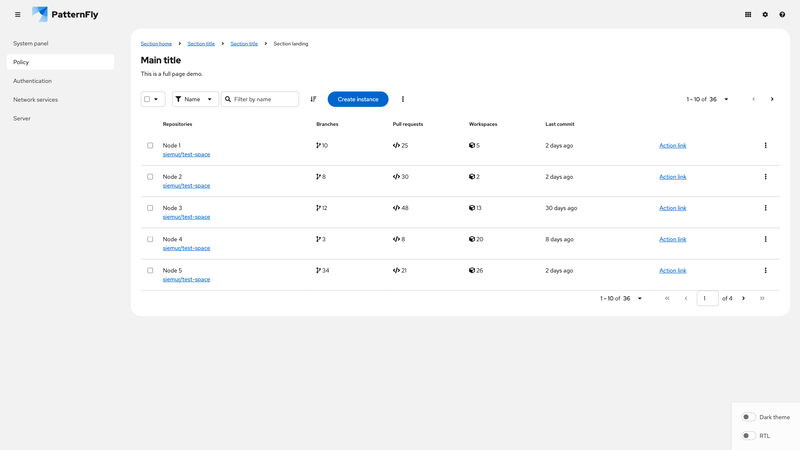 PatternFly
System panel
Policy
Authentication
Network services
Server
Section home Section title Section title Section landing
Main title
This is a full page demo.
Name Filter by name Create instance 1 - 10 of 36
Repositories Branches Pull requests Workspaces Last commit
Node 1 10 25 5 2 days ago Action link
siemur/test-space
Node 2 8 30 2 2 days ago Action link
siemur/test-space
Node 3 12 48 13 30 days ago Action link
siemur/test-space
Node 4 3 8 20 8 days ago Action link
siemur/test-space
Node 5 34 21 26 2 days ago Action link
siemur/test-space
1 - 10 of 36 1 of 4
Dark theme
RTL